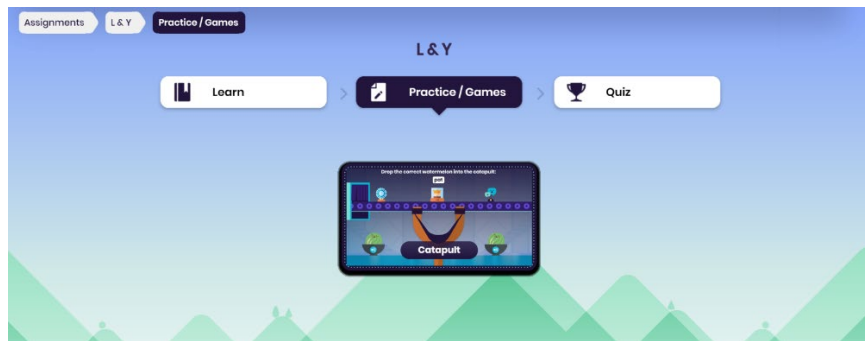 Assignments L & Y Practice / Games
L & Y
Learn Practice / Games Quiz
Drop the correct watermelon into the catapult:
Catapult